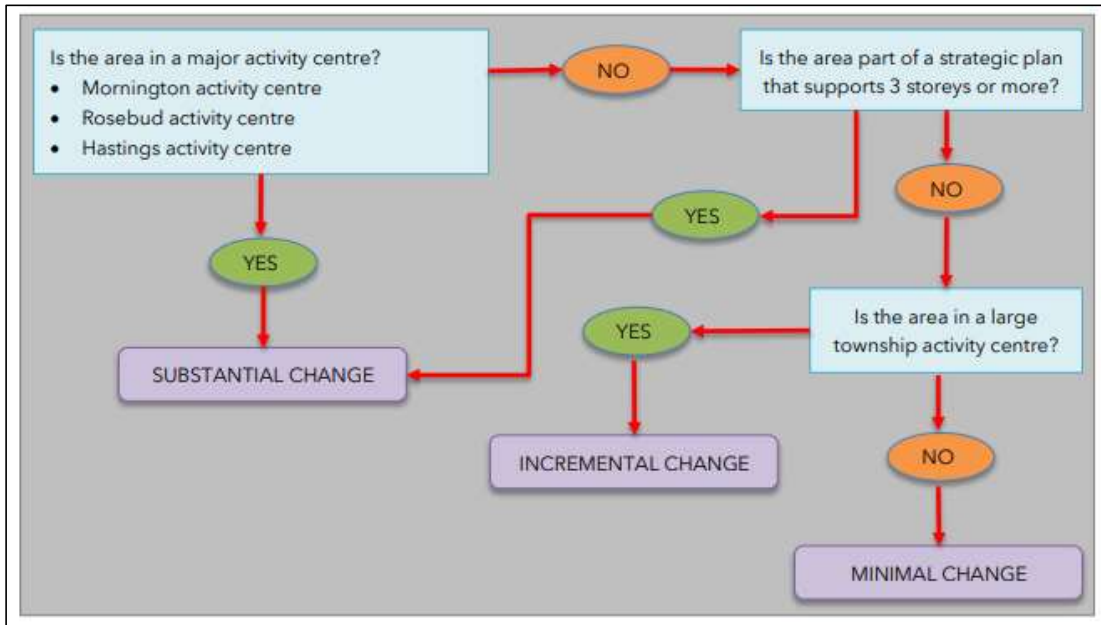 Is the area in a major activity centre?
• Mornington activity centre
• Rosebud activity centre
• Hastings activity centre
NO
Is the area part of a strategic plan
that supports 3 storeys or more?
NO
YES
YES
Is the area in a large
township activity centre?
YES
SUBSTANTIAL CHANGE
INCREMENTAL CHANGE
NO
MINIMAL CHANGE